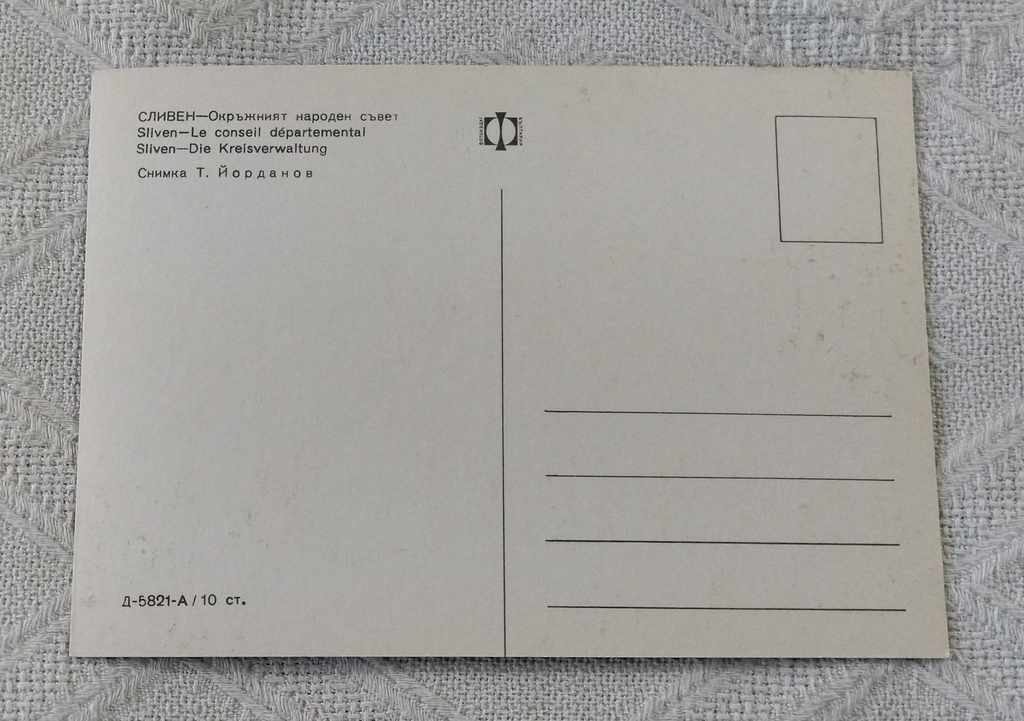 СЛИВЕН—Окръжният народен съвет
Sliven—Le conseil départemental
Sliven—Die Kreisverwaltung
Снимка Т. Йорданов
Д-5821-А / 10 ст.